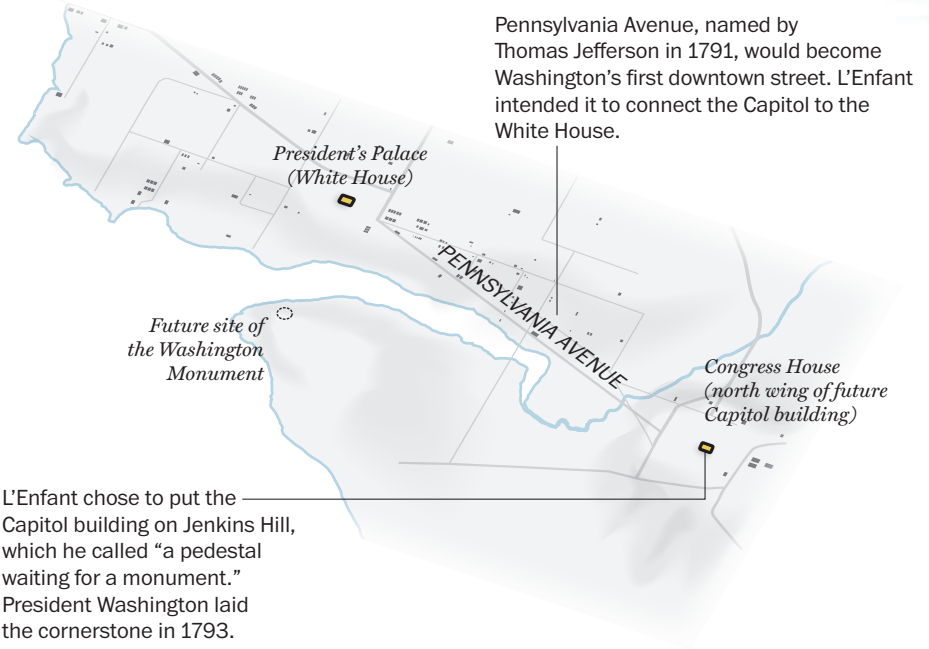 Pennsylvania Avenue, named by
Thomas Jefferson in 1791, would become
Washington’s first downtown street. L’Enfant
intended it to connect the Capitol to the
White House.
President’s Palace
(White House)
PENNSYLVANIA AVENUE
Future site of
the Washington
Monument
Congress House
(north wing of future
Capitol building)
L’Enfant chose to put the
Capitol building on Jenkins Hill,
which he called “a pedestal
waiting for a monument.”
President Washington laid
the cornerstone in 1793.